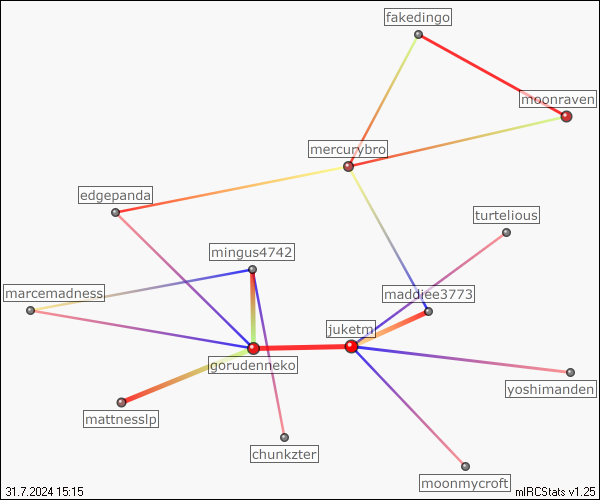 fakedingo
moonraven
mercurybro
edgepanda
turtelious
mingus4742
marcemadness
maddiee3773
juketm
gorudenneko
yoshimanden
mattnesslp
chunkzter
moonmycroft
31.7.2024 15:15
mIRCStats v1.25